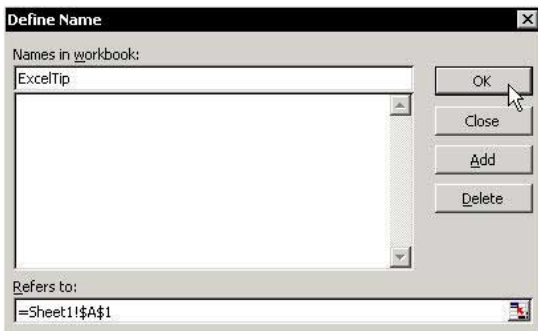 Define Name
Names in workbook:
ExcelTip
OK
Close
Add
Delete
Refers to:
=Sheet1!$A$1